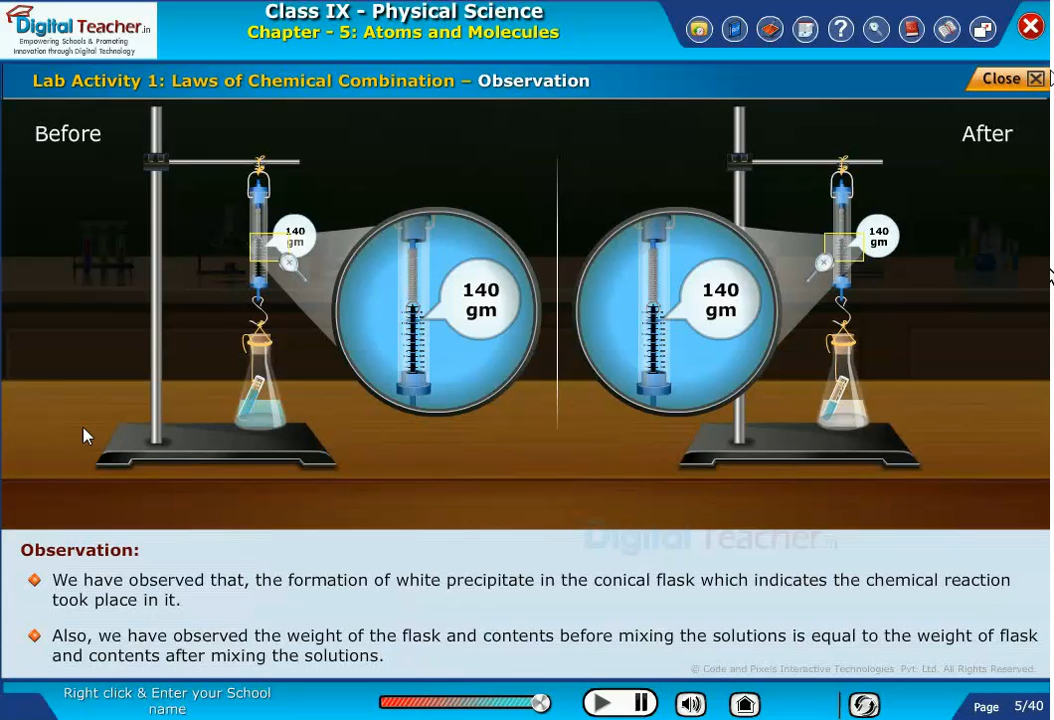 Digital Teacher.in
Empowering Schools & Promoting
Innovation through Digital Technology
Class IX - Physical Science
Chapter - 5: Atoms and Molecules
Lab Activity 1: Laws of Chemical Combination – Observation
Close
Before
After
140
gm
140
gm
140
gm
140
gm
Digital Teacher.in
Observation:
We have observed that, the formation of white precipitate in the conical flask which indicates the chemical reaction
took place in it.
Also, we have observed the weight of the flask and contents before mixing the solutions is equal to the weight of flask
and contents after mixing the solutions.
© Code and Pixels Interactive Technologies Pvt. Ltd. All Rights Reserved.
Right click & Enter your School
name
Page 5/40